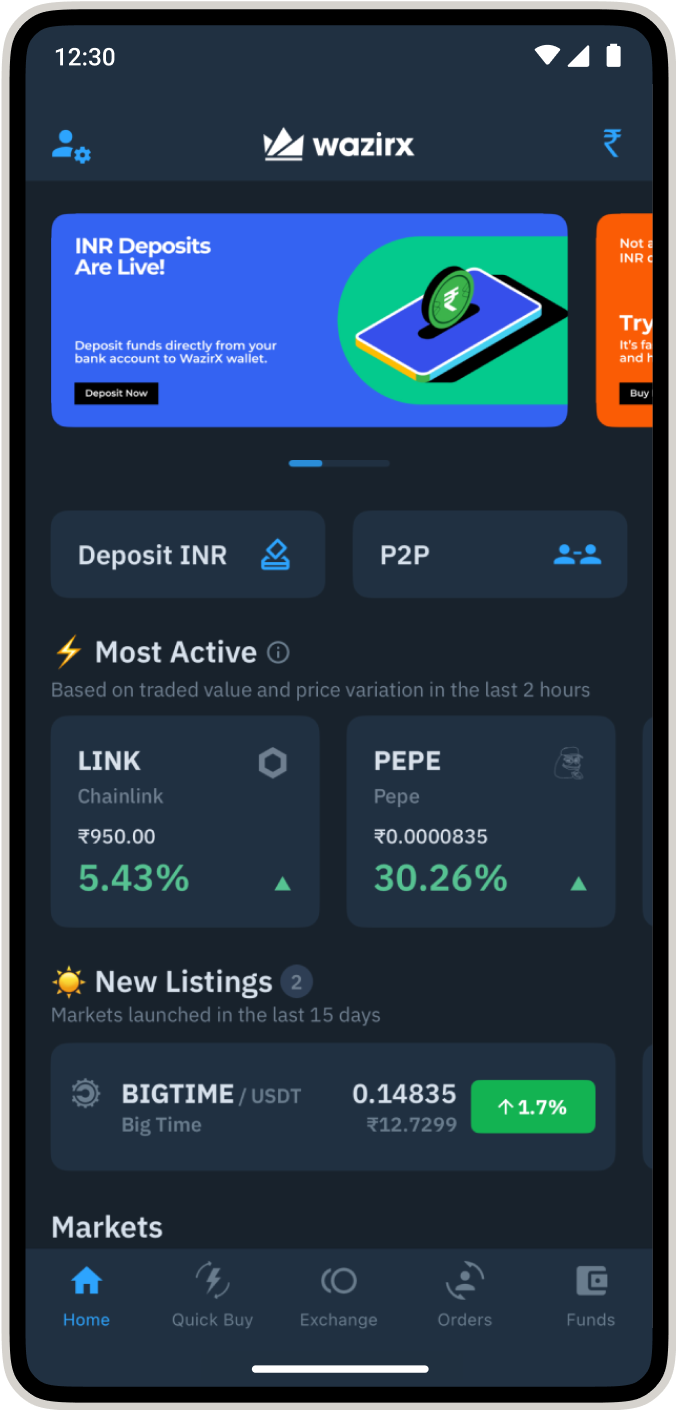 12:30
wazirx
₹
INR Deposits
Are Live!
Deposit funds directly from your
bank account to WazirX wallet.
Deposit Now
Not a
INR
Try
It's fa
and h
Buy
Deposit INR
P2P
Most Active
Based on traded value and price variation in the last 2 hours
LINK
Chainlink
₹950.00
5.43% ▲
PEPE
Pepe
₹0.0000835
30.26% ▲
New Listings 2
Markets launched in the last 15 days
BIGTIME / USDT
Big Time
0.14835
₹12.7299
↑ 1.7%
Markets
Home
Quick Buy
Exchange
Orders
Funds